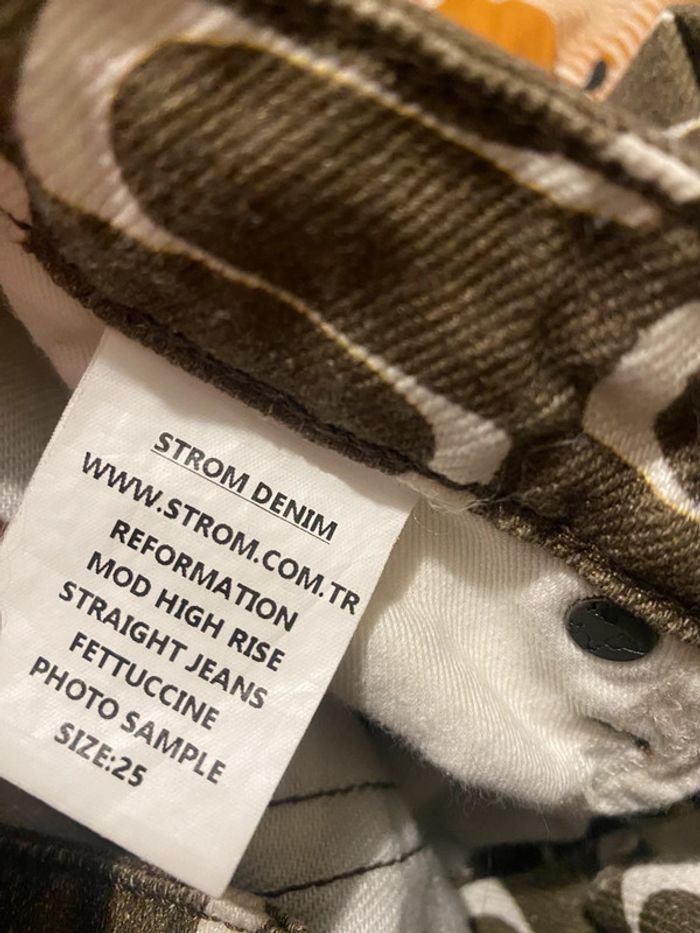 STROM DENIM
WWW.STROM.COM.TR
REFORMATION
MOD HIGH RISE
STRAIGHT JEANS
FETTUCCINE
PHOTO SAMPLE
SIZE:25